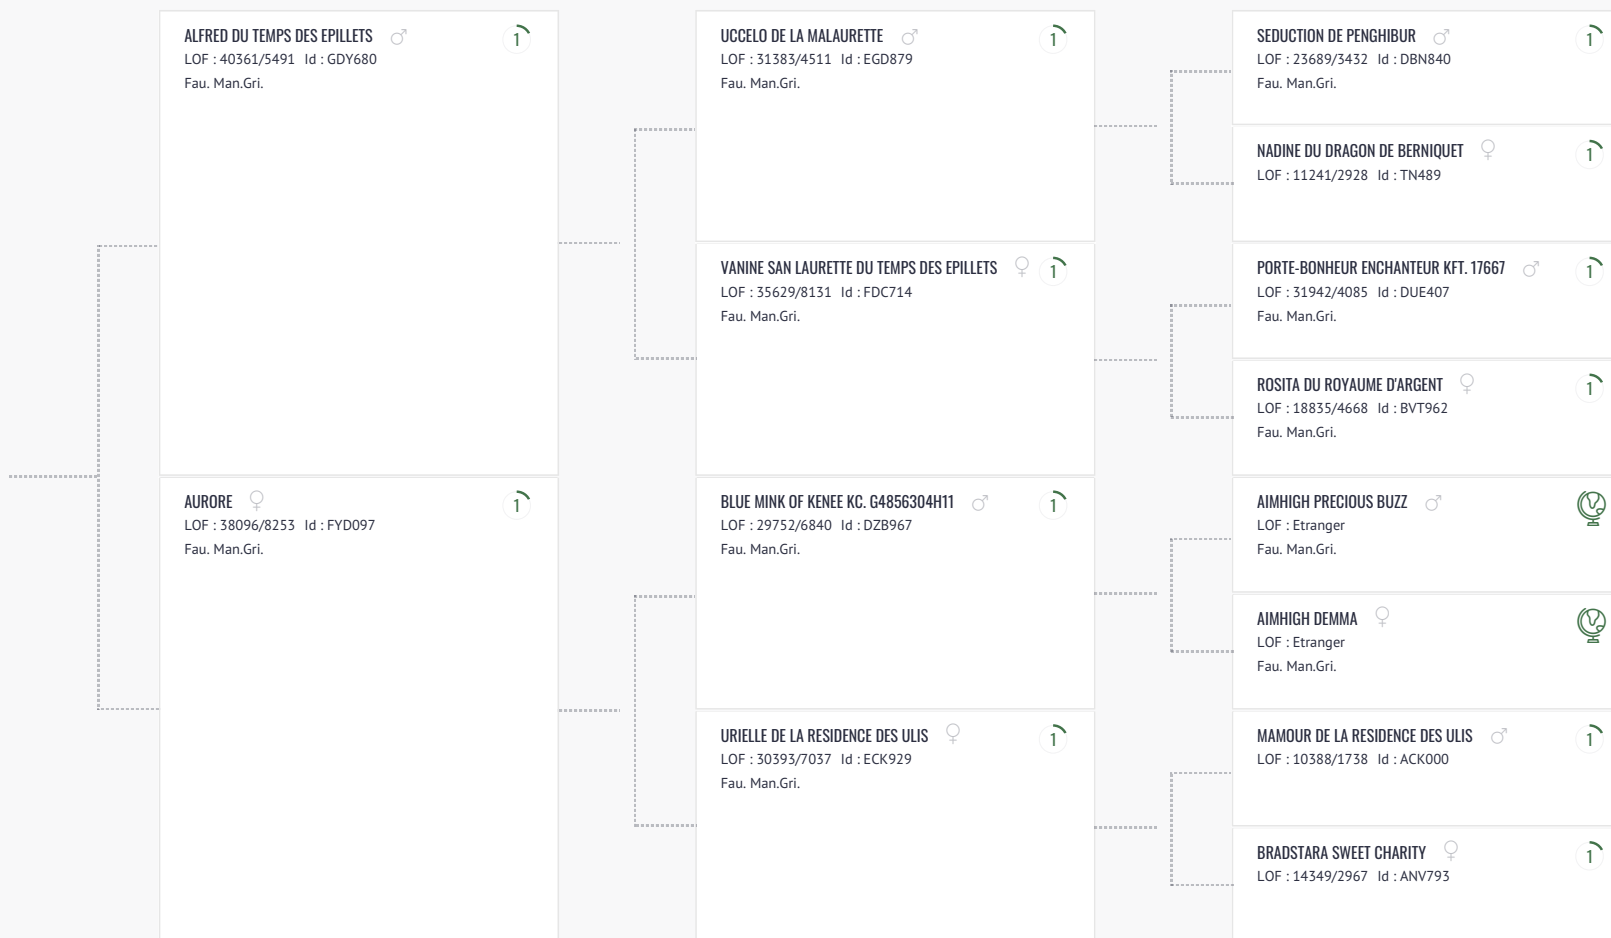 ALFRED DU TEMPS DES EPILLETS 1
LOF : 40361/5491 Id : GDY680
Fau. Man.Gri.
AURORE 1
LOF : 38096/8253 Id : FYD097
Fau. Man.Gri.
UCCELO DE LA MALAURETTE 1
LOF : 31383/4511 Id : EGD879
Fau. Man.Gri.
VANINE SAN LAURETTE DU TEMPS DES EPILLETS 1
LOF : 35629/8131 Id : FDC714
Fau. Man.Gri.
BLUE MINK OF KENEE KC. G4856304H11 1
LOF : 29752/6840 Id : DZB967
Fau. Man.Gri.
URIELLE DE LA RESIDENCE DES ULIS 1
LOF : 30393/7037 Id : ECK929
Fau. Man.Gri.
SEDUCTION DE PENGHIBUR 1
LOF : 23689/3432 Id : DBN840
Fau. Man.Gri.
NADINE DU DRAGON DE BERNIQUET 1
LOF : 11241/2928 Id : TN489
PORTE-BONHEUR ENCHANTEUR KFT. 17667 1
LOF : 31942/4085 Id : DUE407
Fau. Man.Gri.
ROSITA DU ROYAUME D'ARGENT 1
LOF : 18835/4668 Id : BVT962
Fau. Man.Gri.
AIMHIGH PRECIOUS BUZZ
LOF : Etranger
Fau. Man.Gri.
AIMHIGH DEMMA
LOF : Etranger
Fau. Man.Gri.
MAMOUR DE LA RESIDENCE DES ULIS 1
LOF : 10388/1738 Id : ACK000
BRADSTARA SWEET CHARITY 1
LOF : 14349/2967 Id : ANV793